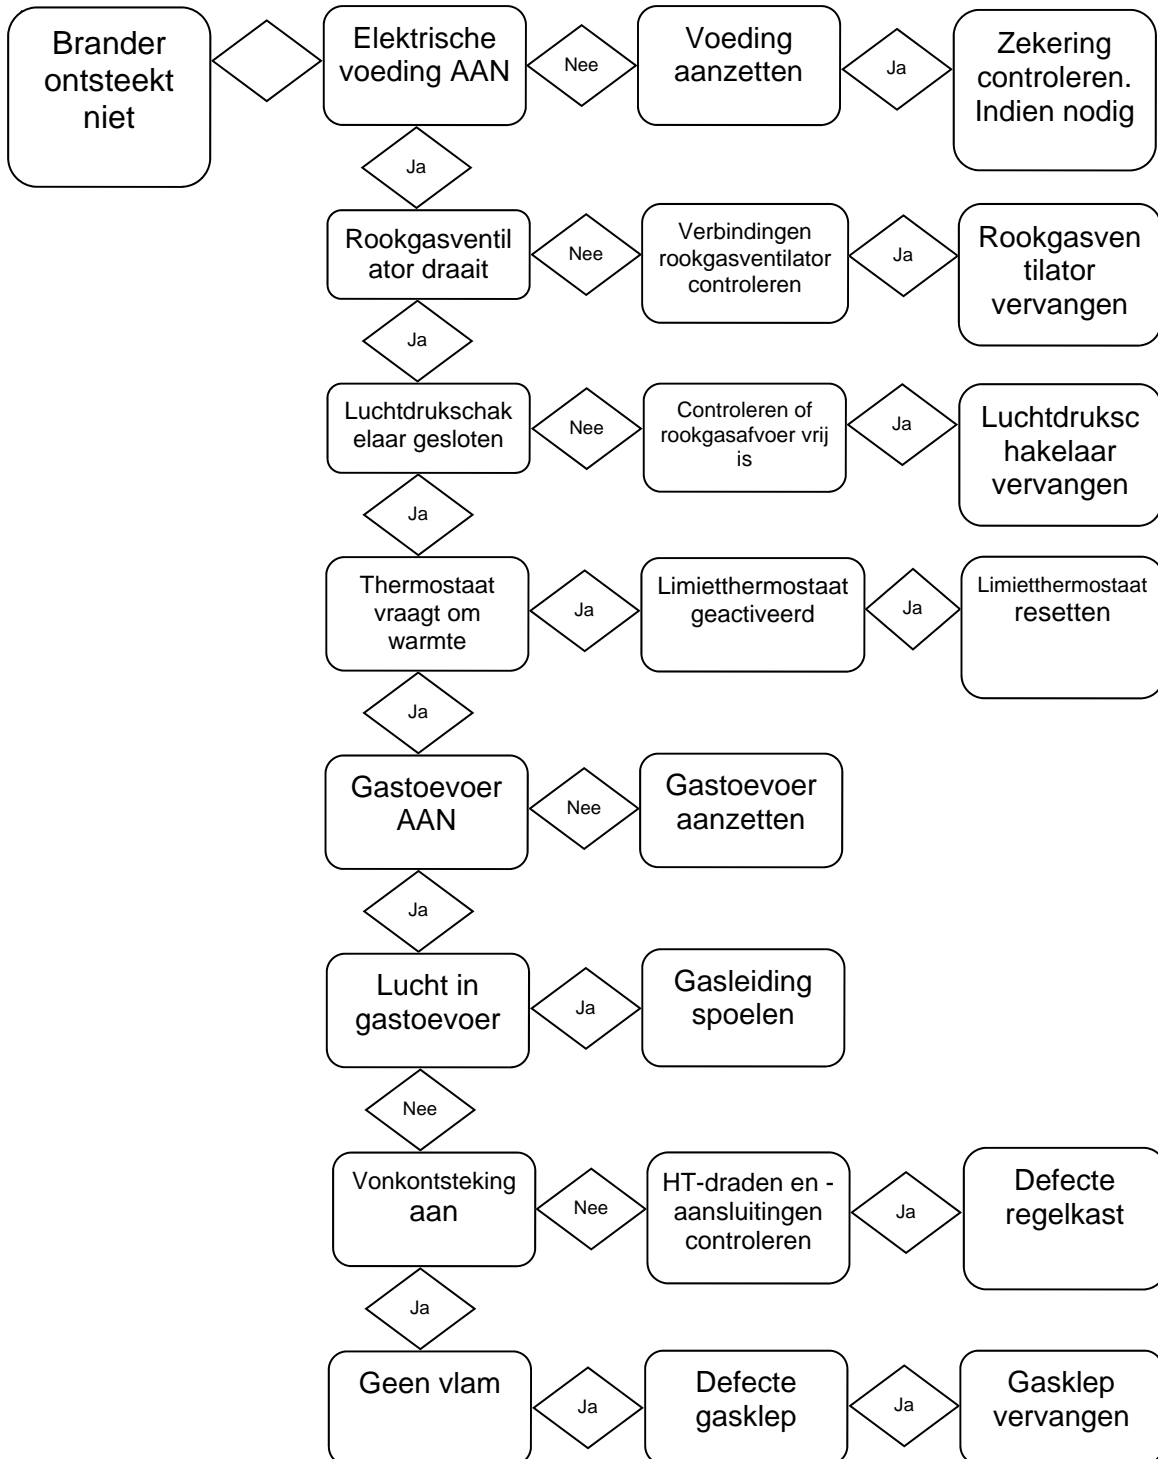 Brander
ontsteekt
niet
Elektrische
voeding AAN
Nee
Voeding
aanzetten
Ja
Zekering
controleren.
Indien nodig
Ja
Rookgasventil
ator draait
Nee
Verbindingen
rookgasventilator
controleren
Ja
Rookgasven
tilator
vervangen
Ja
Luchtdrukschak
elaar gesloten
Nee
Controleren of
rookgasafvoer vrij
is
Ja
Luchtdruksc
hakelaar
vervangen
Ja
Thermostaat
vraagt om
warmte
Ja
Limietthermostaat
geactiveerd
Ja
Limietthermostaat
resetten
Ja
Gastoevoer
AAN
Nee
Gastoevoer
aanzetten
Ja
Lucht in
gastoevoer
Ja
Gasleiding
spoelen
Nee
Vonkontsteking
aan
Nee
HT-draden en -
aansluitingen
controleren
Ja
Defecte
regelkast
Ja
Geen vlam
Ja
Defecte
gasklep
Ja
Gasklep
vervangen